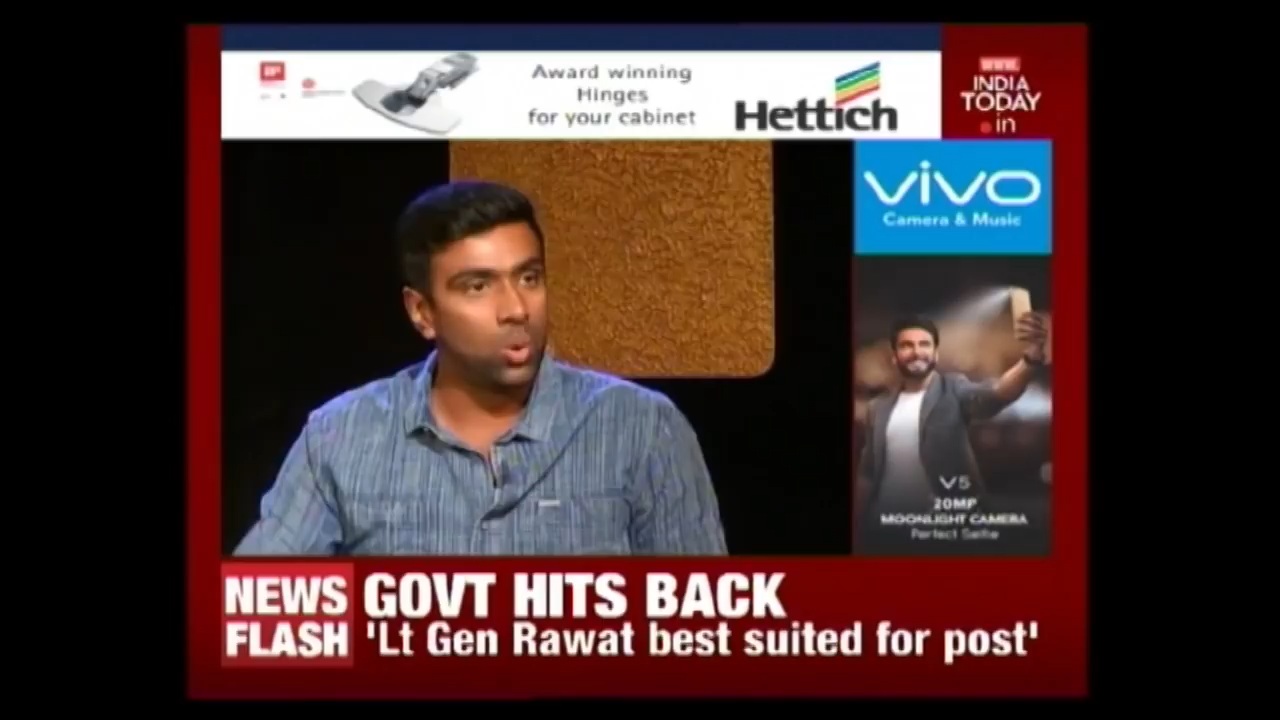 Award winning
Hinges
for your cabinet
Hettich
www.
INDIA
TODAY
.in
vivo
Camera & Music
V5
20MP
MOONLIGHT CAMERA
Perfect Selfie
NEWS
FLASH
GOVT HITS BACK
'Lt Gen Rawat best suited for post'